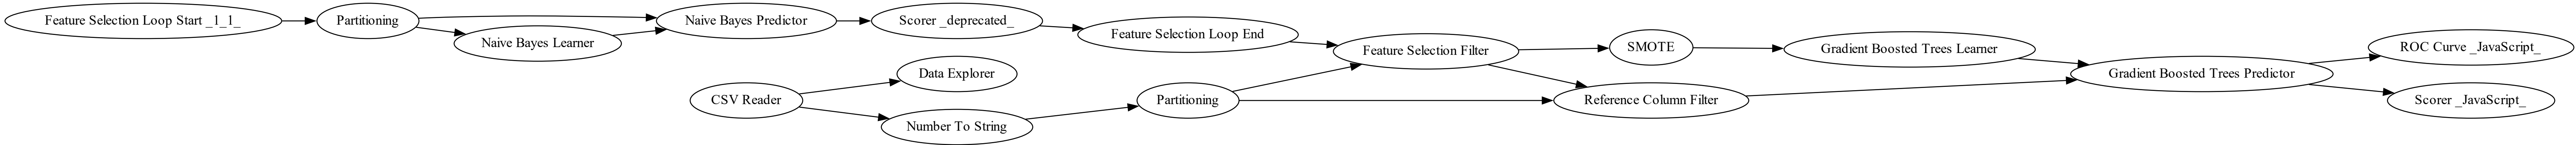 Feature Selection Loop Start _1_1_
Partitioning
Naive Bayes Learner
Naive Bayes Predictor
Scorer _deprecated_
Feature Selection Loop End
Feature Selection Filter
SMOTE
Gradient Boosted Trees Learner
Gradient Boosted Trees Predictor
ROC Curve _JavaScript_
Scorer _JavaScript_
CSV Reader
Data Explorer
Number To String
Partitioning
Reference Column Filter